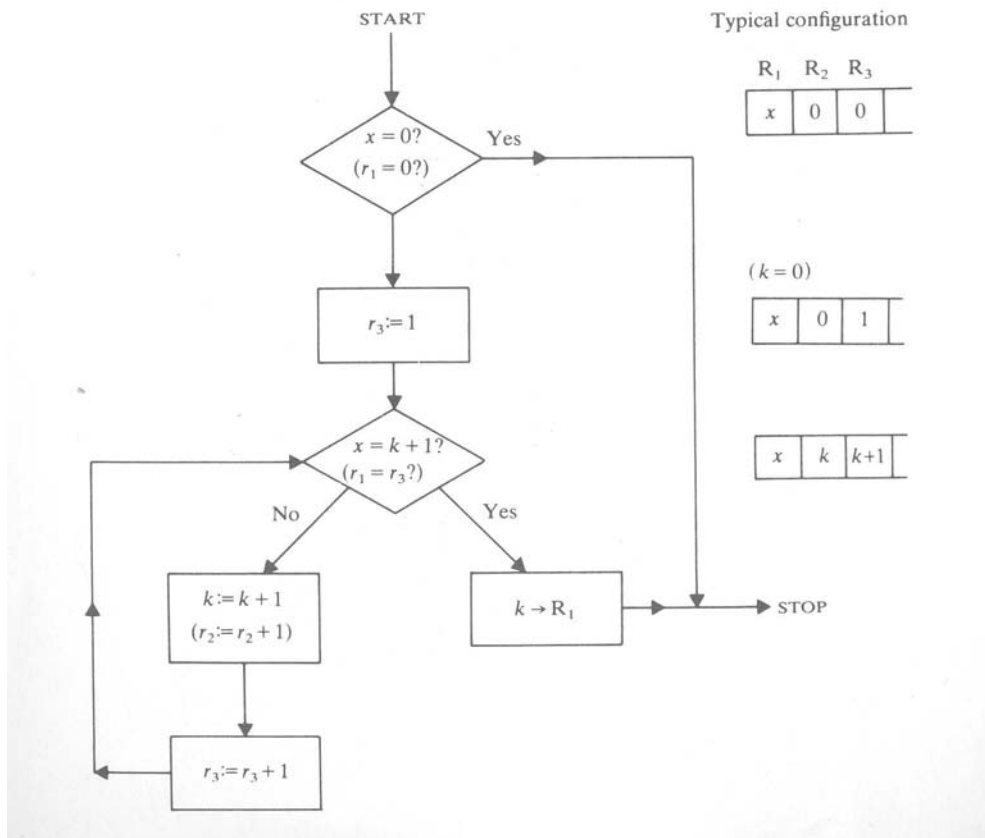 START
Typical configuration
R₁ R₂ R₃
x 0 0
x = 0?
(r₁ = 0?)
Yes
(k = 0)
x 0 1
r₃:= 1
x = k + 1?
(r₁ = r₃?)
x k k+1
No
Yes
k:= k + 1
(r₂:= r₂ + 1)
k → R₁
STOP
r₃:= r₃ + 1